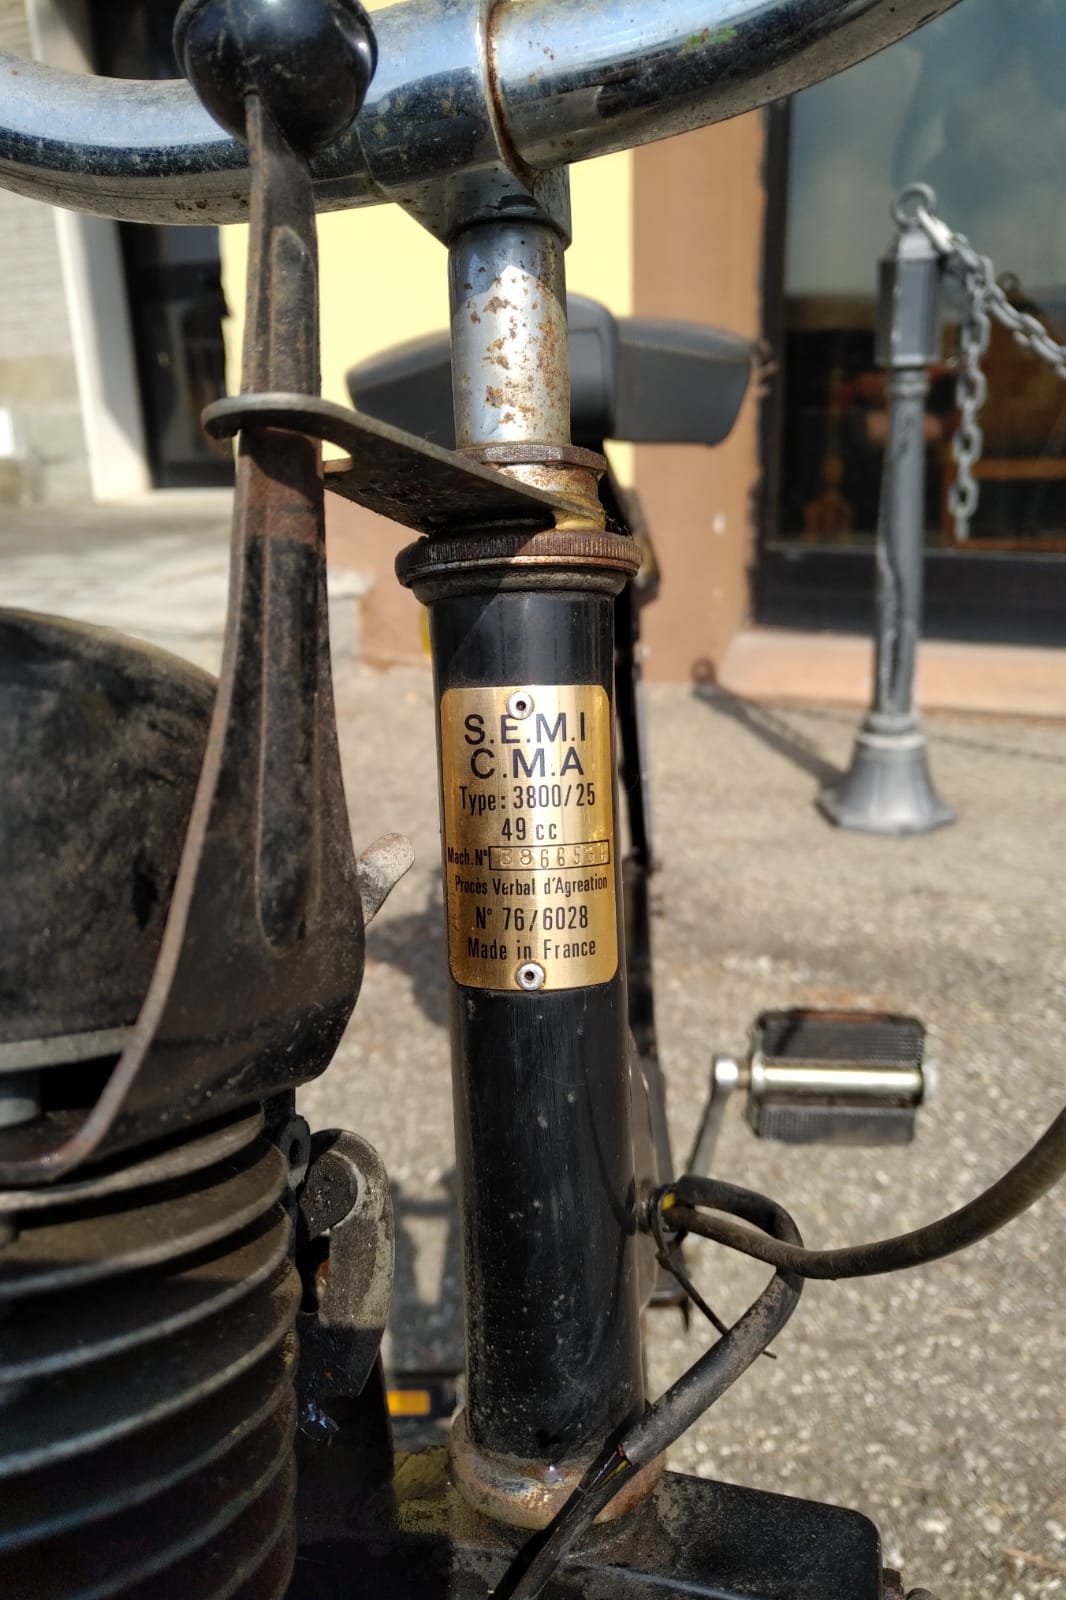 S.E.M.I
C.M.A
Type: 3800/25
49 cc
Mach. N°
Procès Verbal d'Agreation
N° 76/6028
Made in France